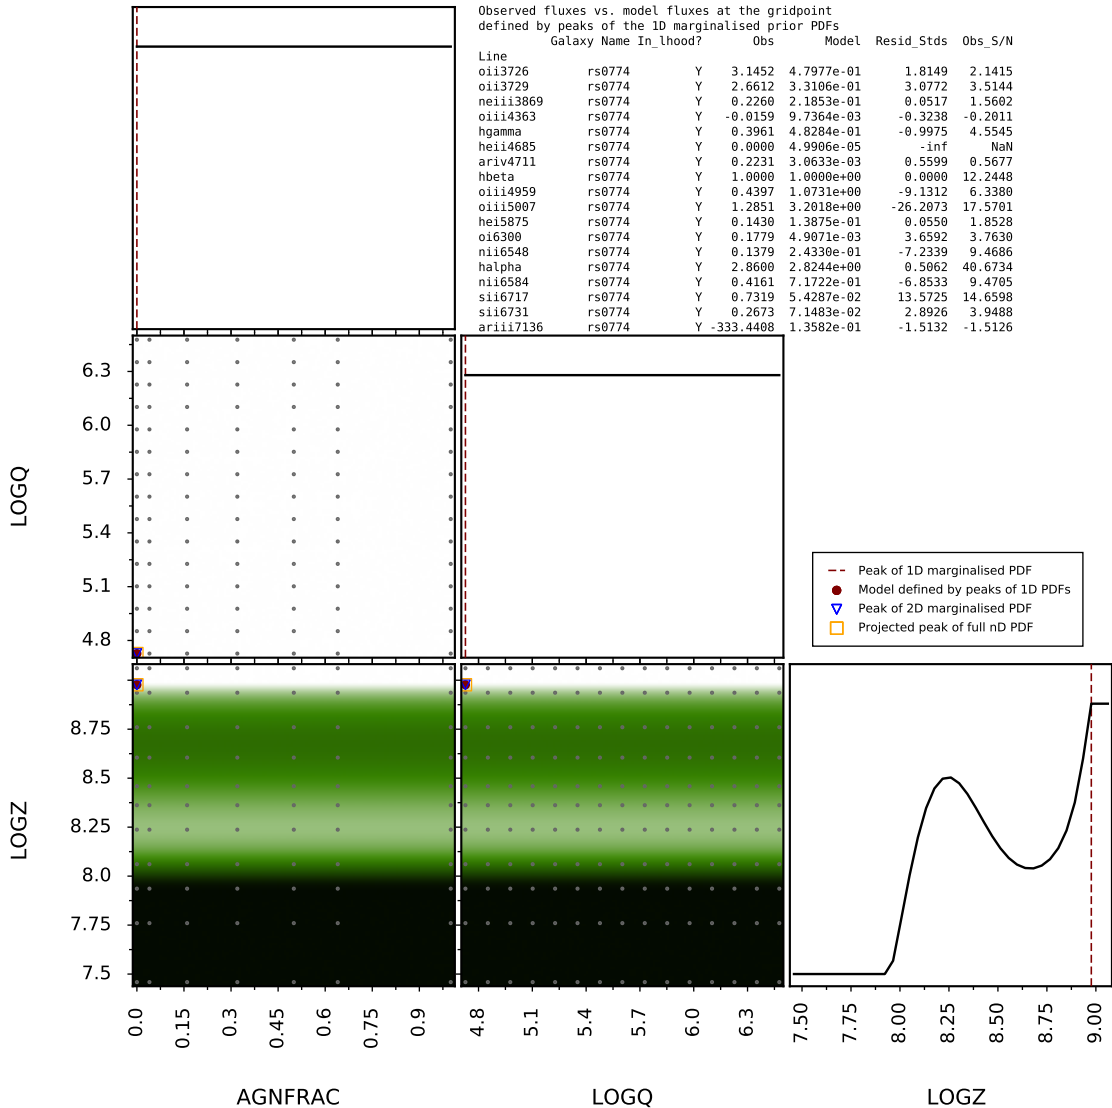 Observed fluxes vs. model fluxes at the gridpoint
defined by peaks of the 1D marginalised prior PDFs
Galaxy Name In_lhood? Obs Model Resid_Stds Obs_S/N
Line
oii3726 rs0774 Y 3.1452 4.7977e-01 1.8149 2.1415
oii3729 rs0774 Y 2.6612 3.3106e-01 3.0772 3.5144
neiii3869 rs0774 Y 0.2260 2.1853e-01 0.0517 1.5602
oiii4363 rs0774 Y -0.0159 9.7364e-03 -0.3238 -0.2011
hgamma rs0774 Y 0.3961 4.8284e-01 -0.9975 4.5545
heii4685 rs0774 Y 0.0000 4.9906e-05 -inf NaN
ariv4711 rs0774 Y 0.2231 3.0633e-03 0.5599 0.5677
hbeta rs0774 Y 1.0000 1.0000e+00 0.0000 12.2448
oiii4959 rs0774 Y 0.4397 1.0731e+00 -9.1312 6.3380
oiii5007 rs0774 Y 1.2851 3.2018e+00 -26.2073 17.5701
hei5875 rs0774 Y 0.1430 1.3875e-01 0.0550 1.8528
oi6300 rs0774 Y 0.1779 4.9071e-03 3.6592 3.7630
nii6548 rs0774 Y 0.1379 2.4330e-01 -7.2339 9.4686
halpha rs0774 Y 2.8600 2.8244e+00 0.5062 40.6734
nii6584 rs0774 Y 0.4161 7.1722e-01 -6.8533 9.4705
sii6717 rs0774 Y 0.7319 5.4287e-02 13.5725 14.6598
sii6731 rs0774 Y 0.2673 7.1483e-02 2.8926 3.9488
ariii7136 rs0774 Y -333.4408 1.3582e-01 -1.5132 -1.5126
LOGQ
6.3
6.0
5.7
5.4
5.1
4.8
Peak of 1D marginalised PDF
Model defined by peaks of 1D PDFs
Peak of 2D marginalised PDF
Projected peak of full nD PDF
LOGZ
8.75
8.5
8.25
8.0
7.75
7.5
0.0 0.15 0.3 0.45 0.6 0.75 0.9
4.8 5.1 5.4 5.7 6.0 6.3
7.50 7.75 8.00 8.25 8.50 8.75 9.00
AGNFRAC LOGQ LOGZ